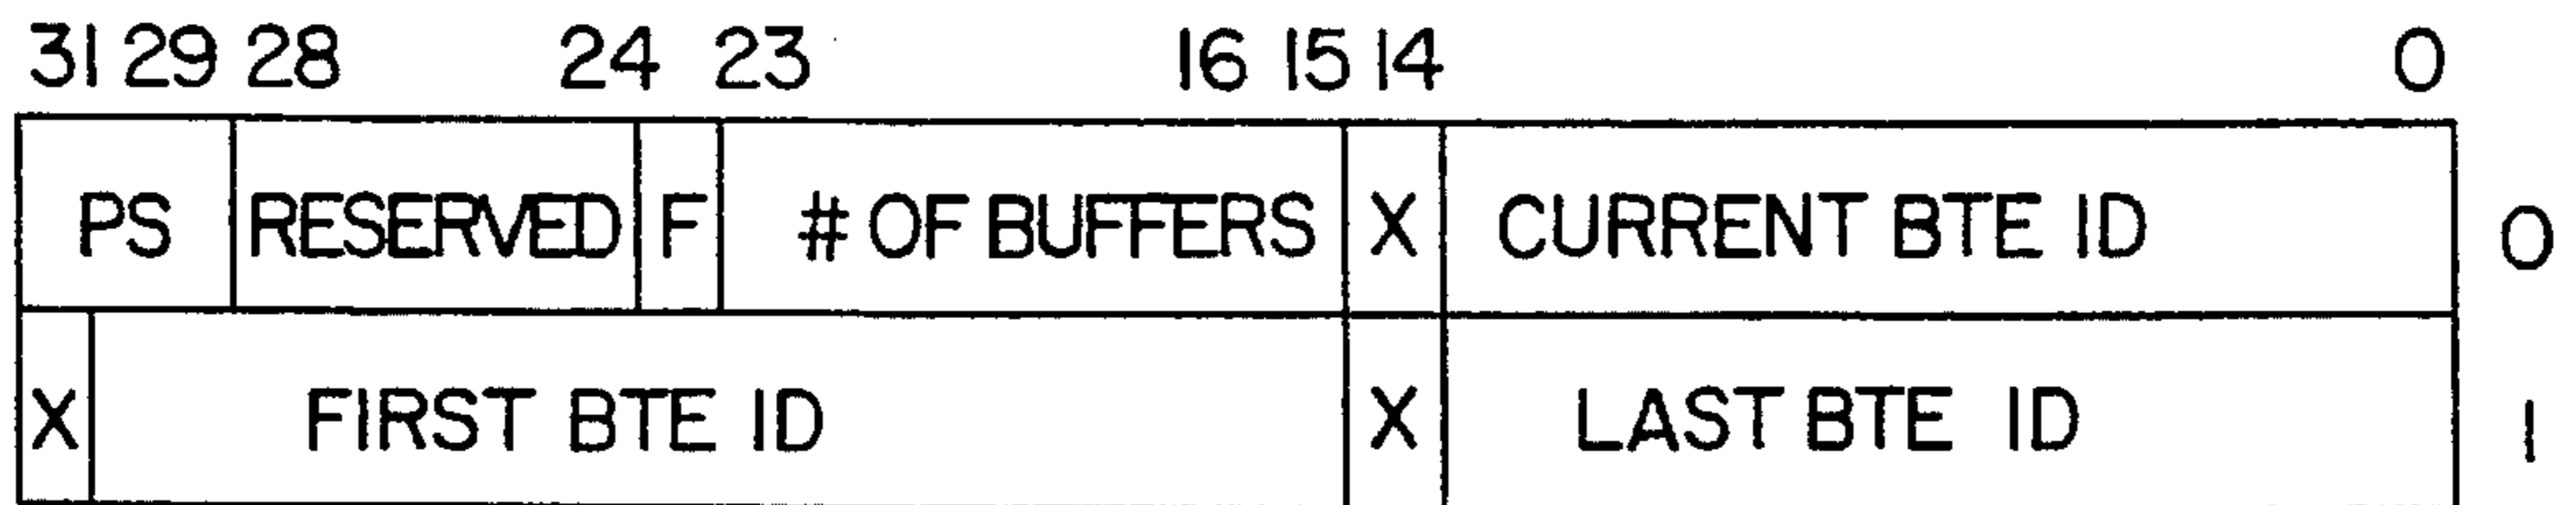 31 29 28 24 23 16 15 14 0
PS RESERVED F # OF BUFFERS X CURRENT BTE ID 0
X FIRST BTE ID X LAST BTE ID 1